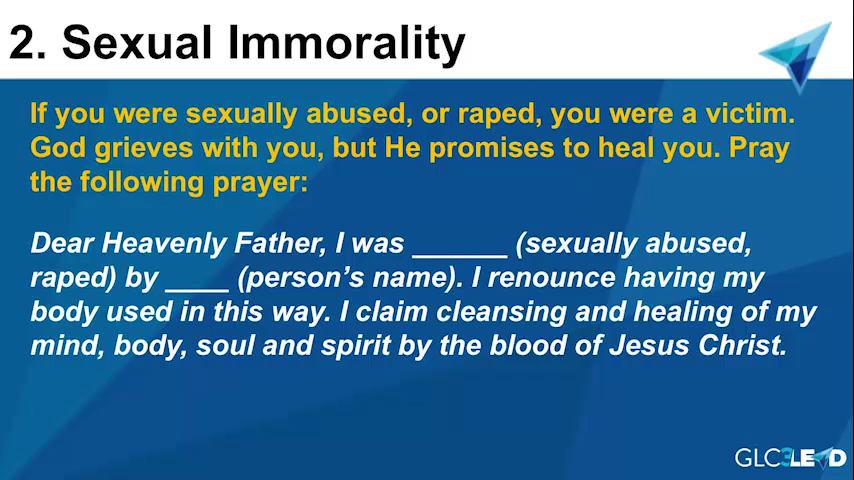 2. Sexual Immorality
If you were sexually abused, or raped, you were a victim.
God grieves with you, but He promises to heal you. Pray
the following prayer:
Dear Heavenly Father, I was ______ (sexually abused,
raped) by ____ (person’s name). I renounce having my
body used in this way. I claim cleansing and healing of my
mind, body, soul and spirit by the blood of Jesus Christ.
GLC3LEAD